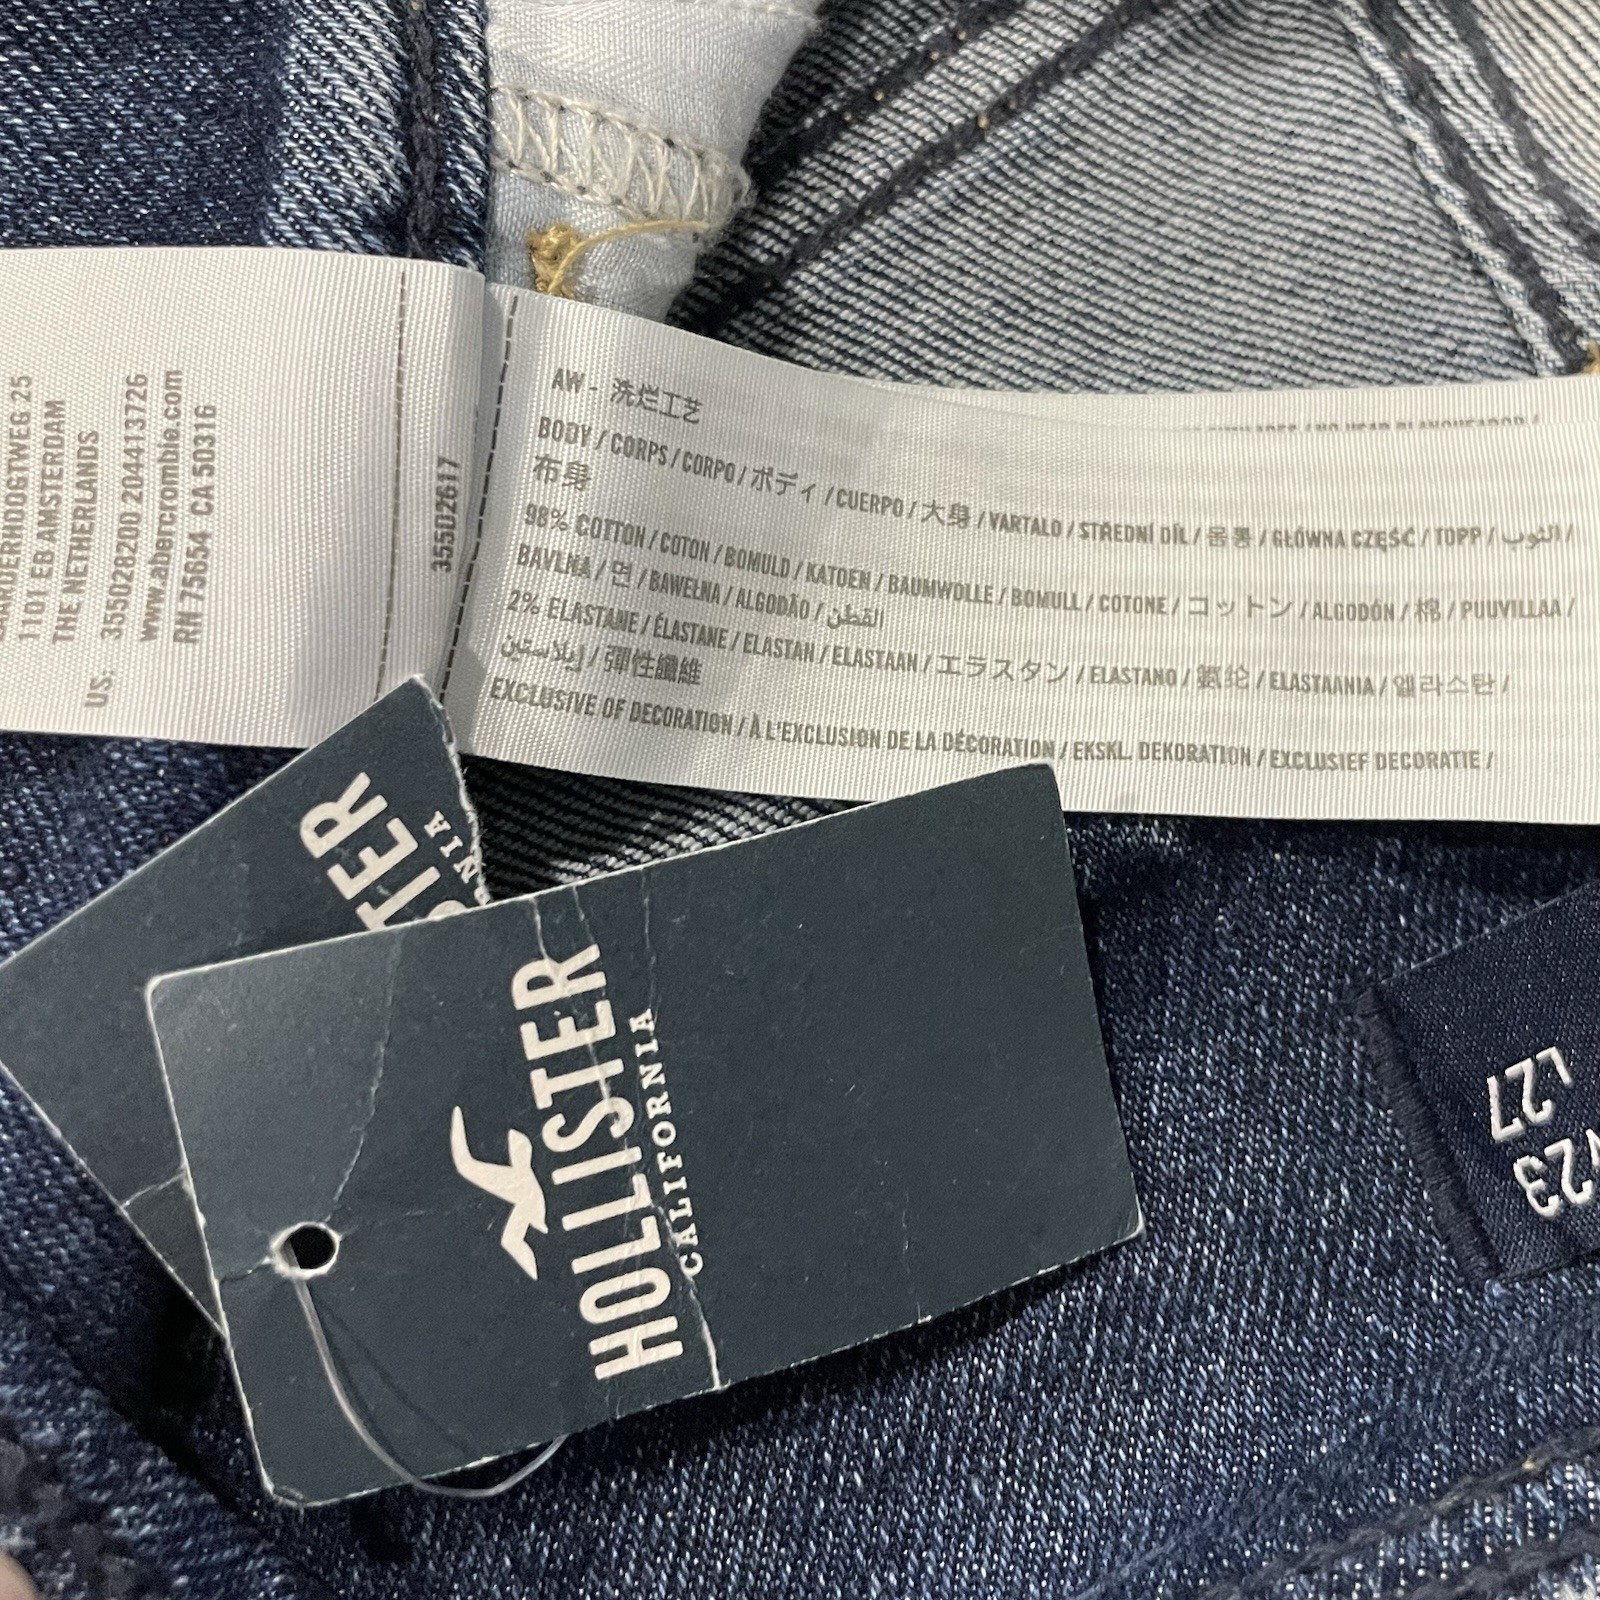 1101 EB AMSTERDAM
THE NETHERLANDS
US: 355028200 204413726
www.abercrombie.com
RN 75654 CA 50316
355D2617
AW - 洗烂工艺
BODY / CORPS / CORPO / ボディ / CUERPO / 大身 / VARTALO / STŘEDNÍ DÍL / 몸통 / GŁÓWNA CZĘŚĆ / TOPP / الثوب /
布身
98% COTTON / COTON / BOMULD / KATOEN / BAUMWOLLE / BOMULL / COTONE / コットン / ALGODÓN / 棉 / PUUVILLAA /
BAVLNA / 면 / BAWEŁNA / ALGODÃO / القطن
2% ELASTANE / ÉLASTANE / ELASTAN / ELASTAAN / エラスタン / ELASTANO / 氨纶 / ELASTAANIA / 엘라스탄 /
إيلاستين / 彈性纖維
EXCLUSIVE OF DECORATION / À L'EXCLUSION DE LA DÉCORATION / EKSKL. DEKORATION / EXCLUSIEF DECORATIE /
HOLLISTER
CALIFORNIA
W23
L27